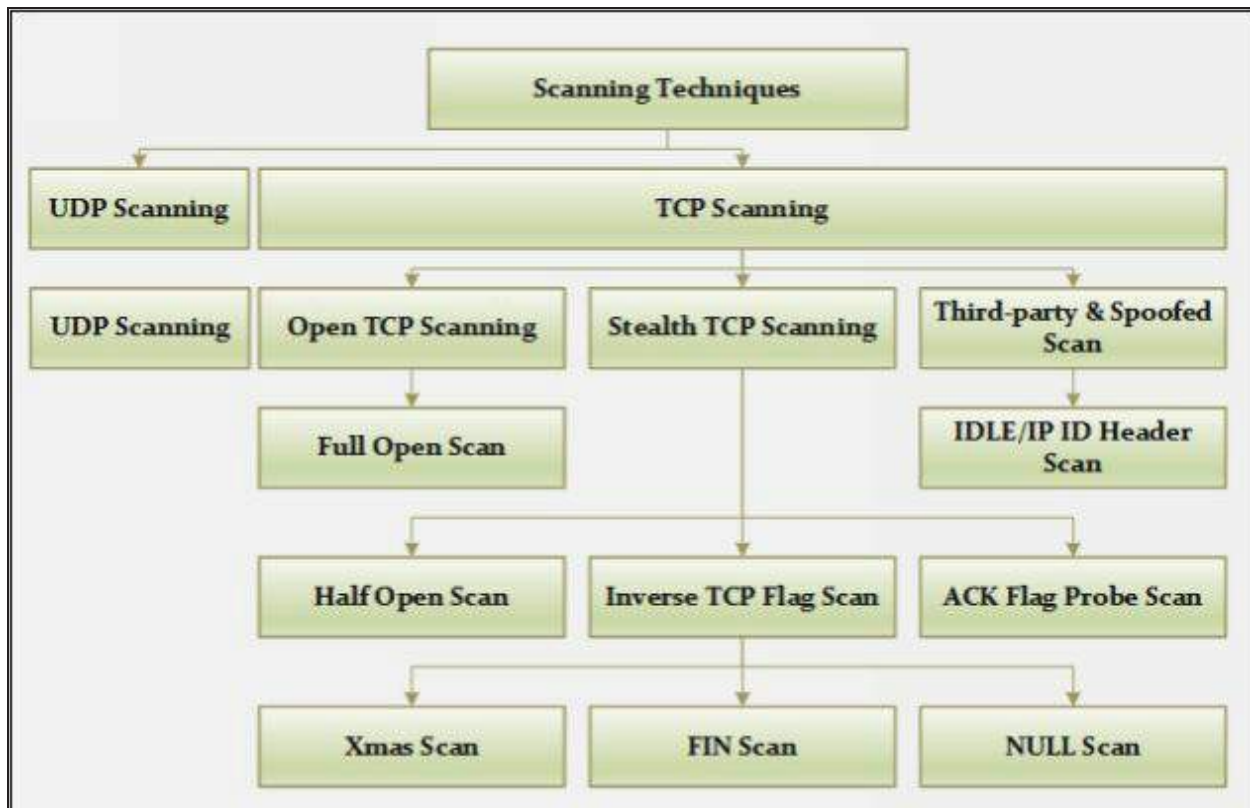 Scanning Techniques
UDP Scanning
TCP Scanning
UDP Scanning
Open TCP Scanning
Stealth TCP Scanning
Third-party & Spoofed
Scan
Full Open Scan
IDLE/IP ID Header
Scan
Half Open Scan
Inverse TCP Flag Scan
ACK Flag Probe Scan
Xmas Scan
FIN Scan
NULL Scan